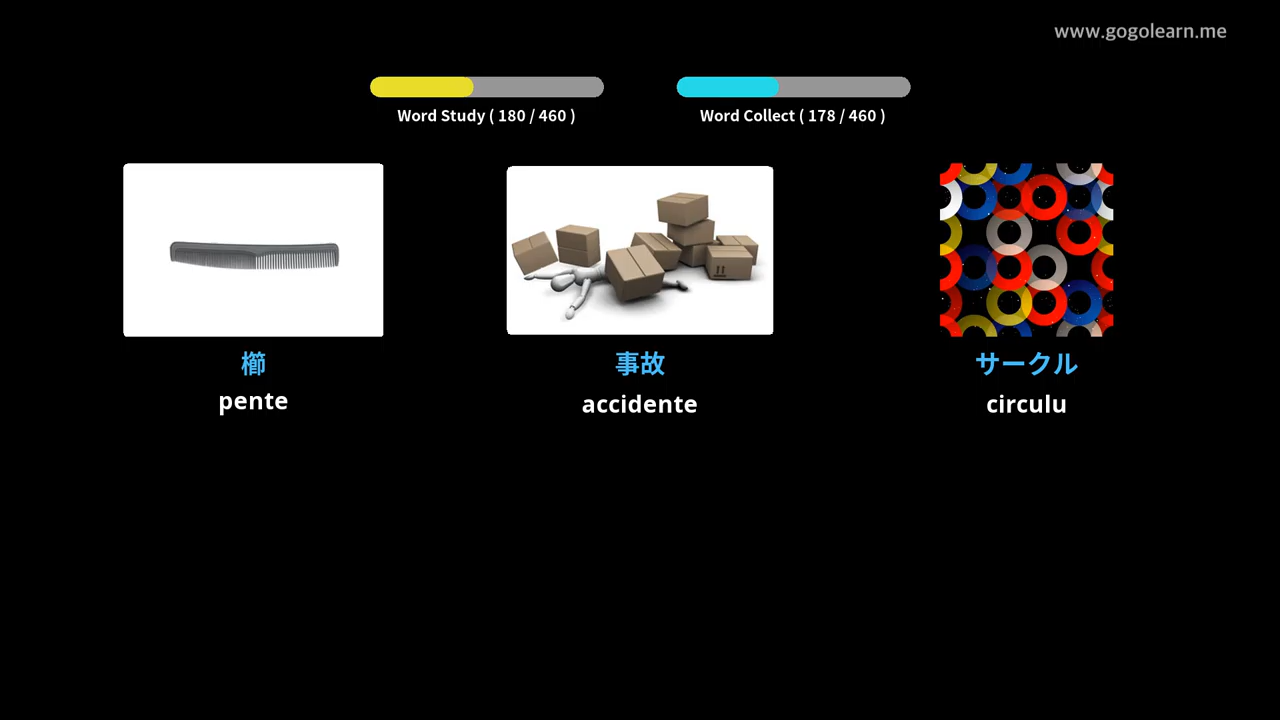 www.gogolearn.me
Word Study ( 180 / 460 )
Word Collect ( 178 / 460 )
櫛
pente
事故
accidente
サークル
circulu